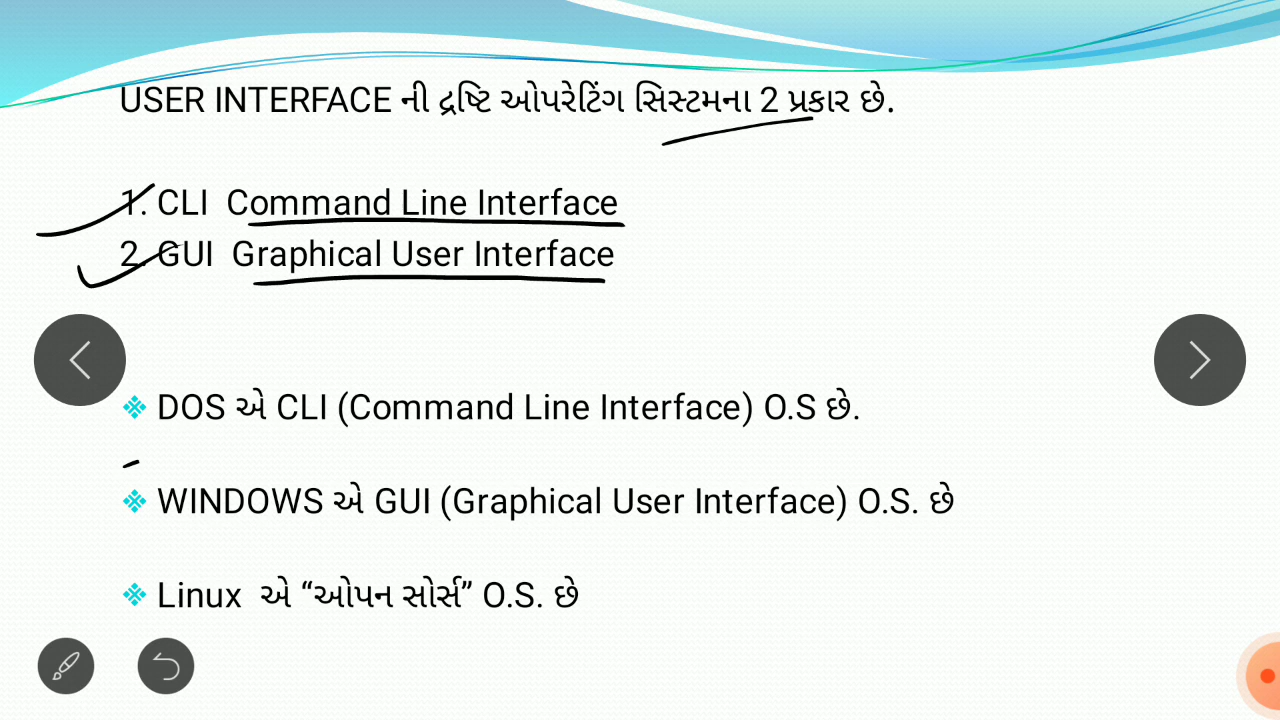 USER INTERFACE ની દ્રષ્ટિ ઓપરેટિંગ સિસ્ટમના 2 પ્રકાર છે.
1. CLI Command Line Interface
2. GUI Graphical User Interface
DOS એ CLI (Command Line Interface) O.S છે.
WINDOWS એ GUI (Graphical User Interface) O.S. છે
Linux એ “ઓપન સોર્સ” O.S. છે